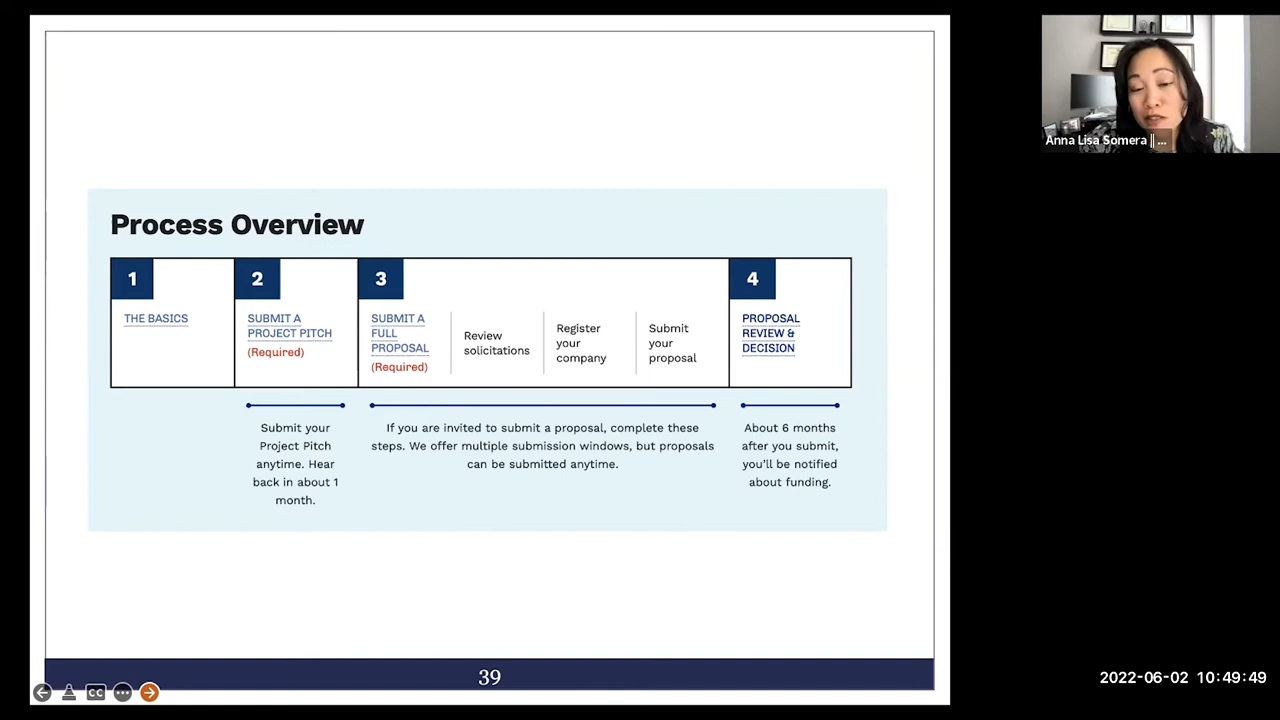 Process Overview
1
THE BASICS
2
SUBMIT A
PROJECT PITCH
(Required)
3
SUBMIT A
FULL
PROPOSAL
(Required)
Review
solicitations
Register
your
company
Submit
your
proposal
4
PROPOSAL
REVIEW &
DECISION
Submit your
Project Pitch
anytime. Hear
back in about 1
month.
If you are invited to submit a proposal, complete these
steps. We offer multiple submission windows, but proposals
can be submitted anytime.
About 6 months
after you submit,
you'll be notified
about funding.
39
CC
Anna Lisa Somera || ...
2022-06-02 10:49:49